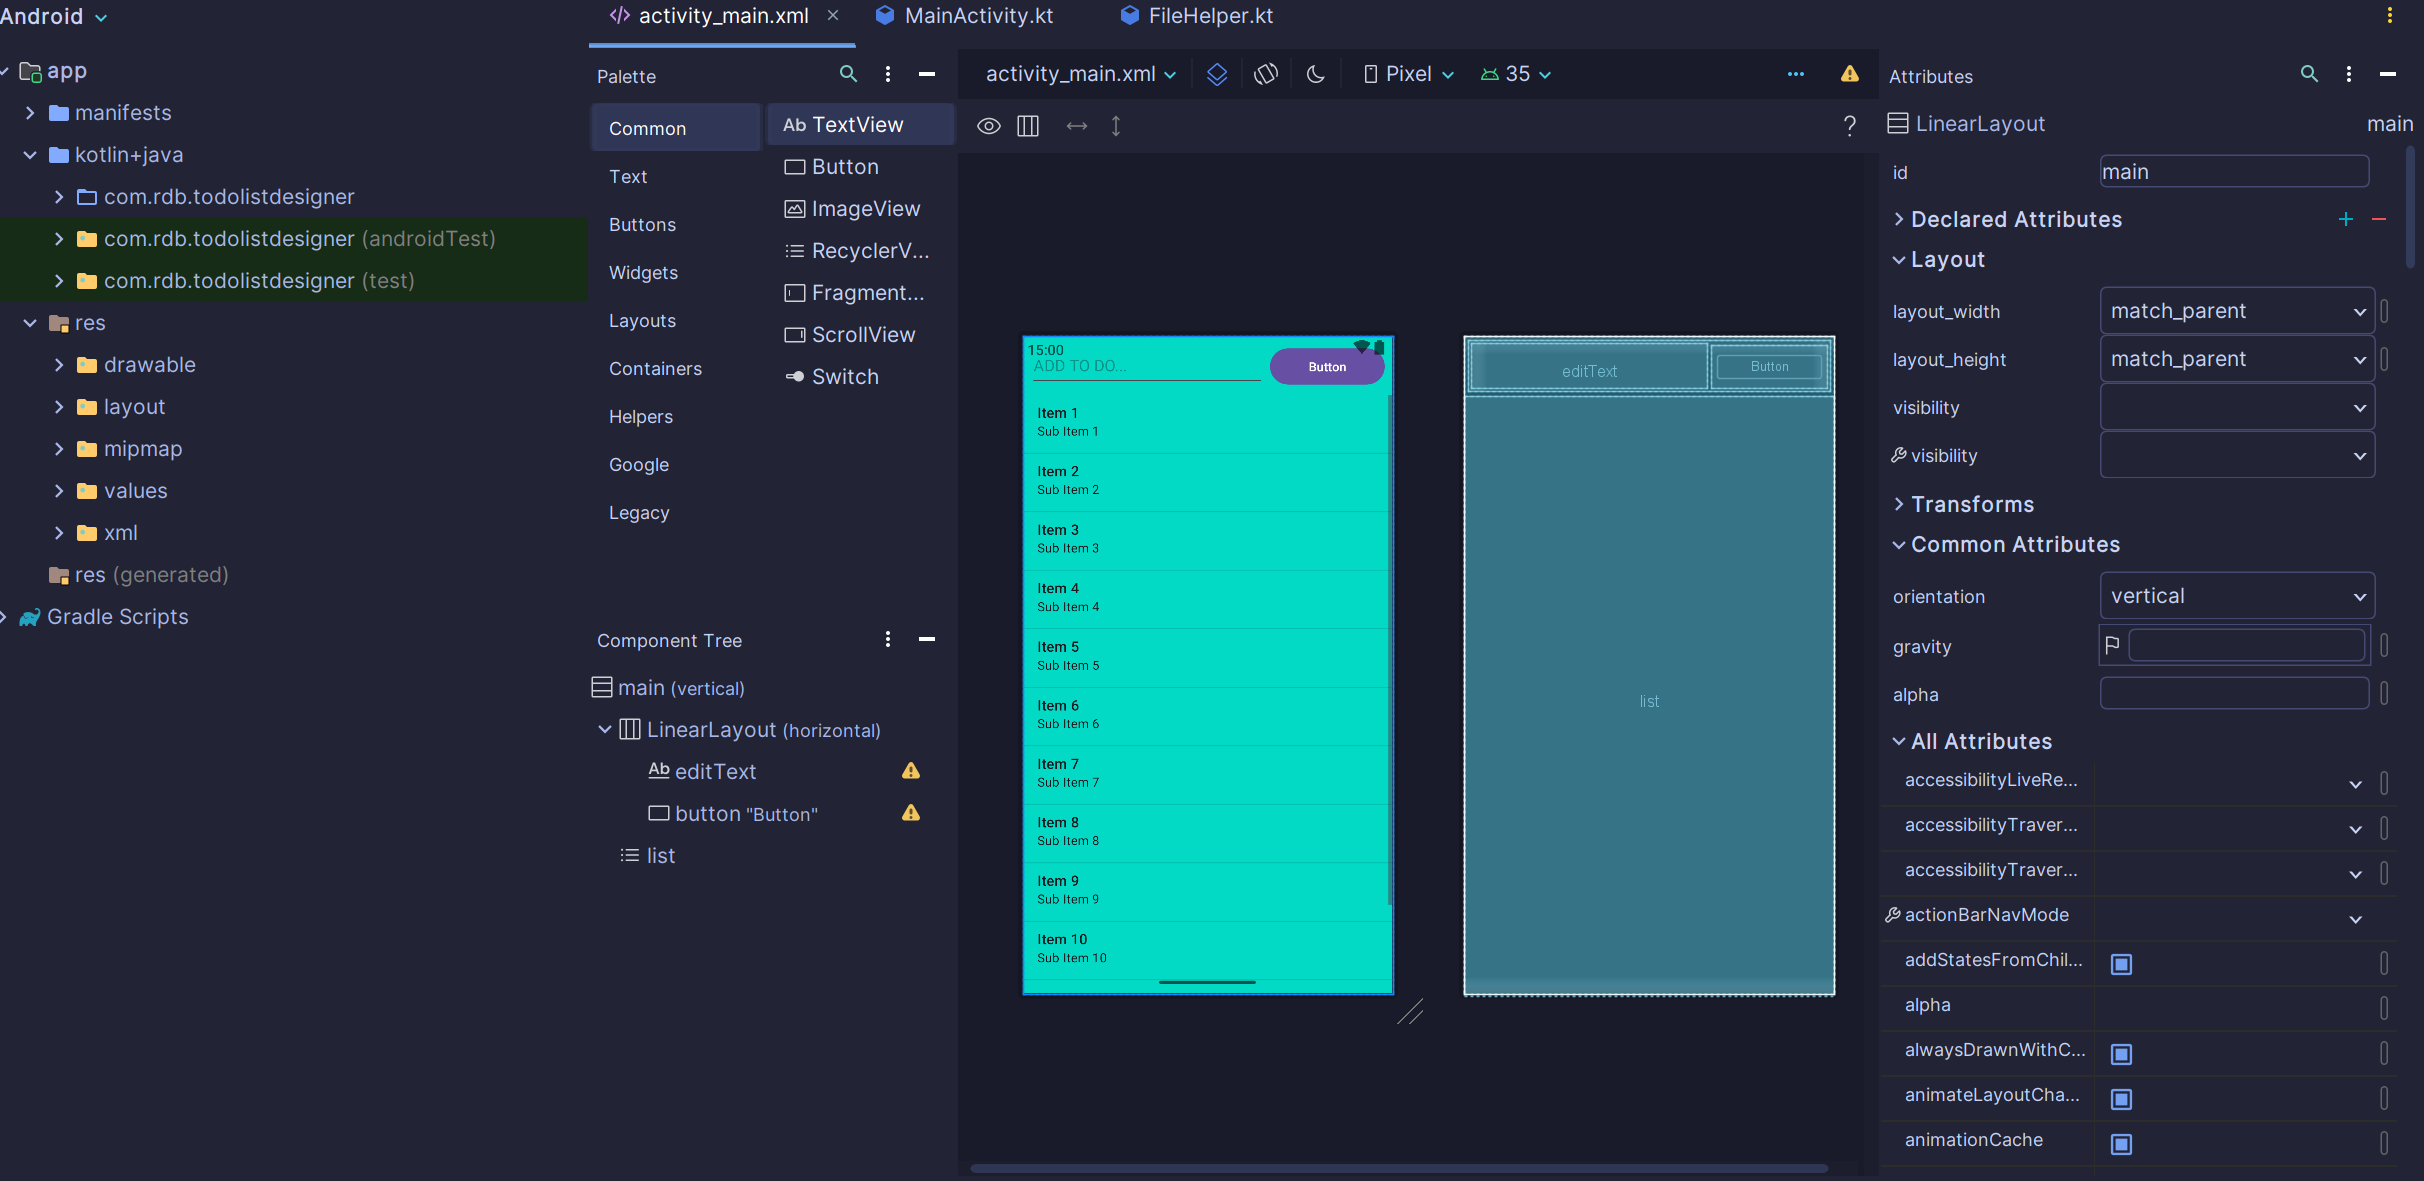 Android
app
manifests
kotlin+java
com.rdb.todolistdesigner
com.rdb.todolistdesigner (androidTest)
com.rdb.todolistdesigner (test)
res
drawable
layout
mipmap
values
xml
res (generated)
Gradle Scripts
activity_main.xml
MainActivity.kt
FileHelper.kt
Palette
Common
Text
Buttons
Widgets
Layouts
Containers
Helpers
Google
Legacy
Ab TextView
Button
ImageView
RecyclerV...
Fragment...
ScrollView
Switch
Component Tree
main (vertical)
LinearLayout (horizontal)
Ab editText
button "Button"
list
activity_main.xml
Pixel
35
?
15:00
ADD TO DO...
Button
Item 1
Sub Item 1
Item 2
Sub Item 2
Item 3
Sub Item 3
Item 4
Sub Item 4
Item 5
Sub Item 5
Item 6
Sub Item 6
Item 7
Sub Item 7
Item 8
Sub Item 8
Item 9
Sub Item 9
Item 10
Sub Item 10
editText
Button
list
Attributes
LinearLayout main
id main
Declared Attributes
Layout
layout_width match_parent
layout_height match_parent
visibility
visibility
Transforms
Common Attributes
orientation vertical
gravity
alpha
All Attributes
accessibilityLiveRe...
accessibilityTraver...
accessibilityTraver...
actionBarNavMode
addStatesFromChil...
alpha
alwaysDrawnWithC...
animateLayoutCha...
animationCache